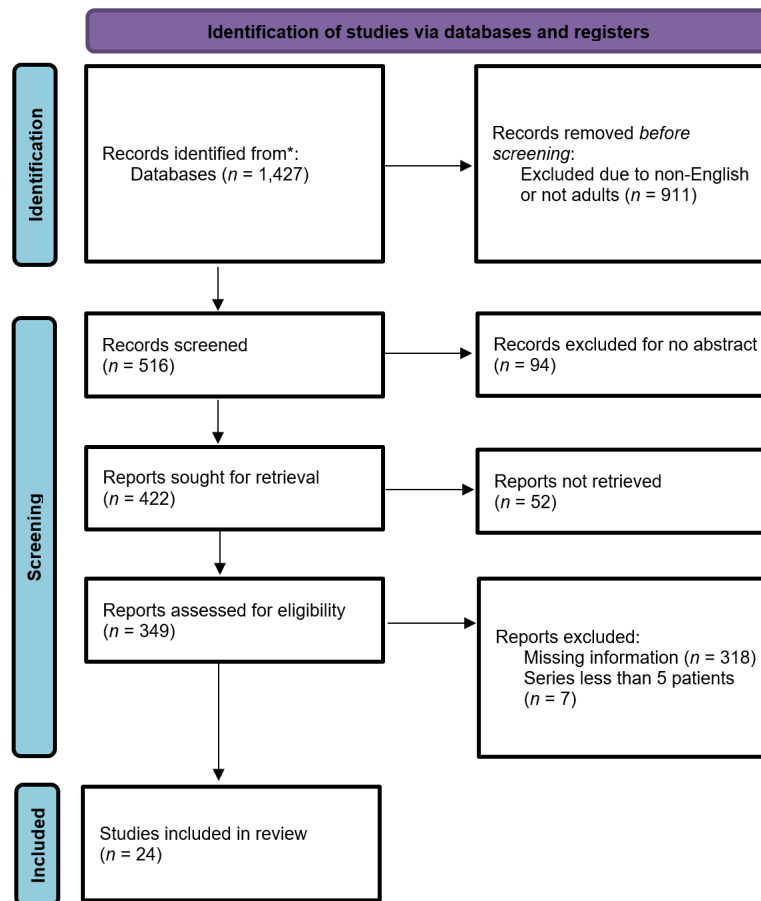 Identification of studies via databases and registers
Identification
Records identified from*:
Databases (n = 1,427)
Records removed before
screening:
Excluded due to non-English
or not adults (n = 911)
Screening
Records screened
(n = 516)
Records excluded for no abstract
(n = 94)
Reports sought for retrieval
(n = 422)
Reports not retrieved
(n = 52)
Reports assessed for eligibility
(n = 349)
Reports excluded:
Missing information (n = 318)
Series less than 5 patients
(n = 7)
Included
Studies included in review
(n = 24)